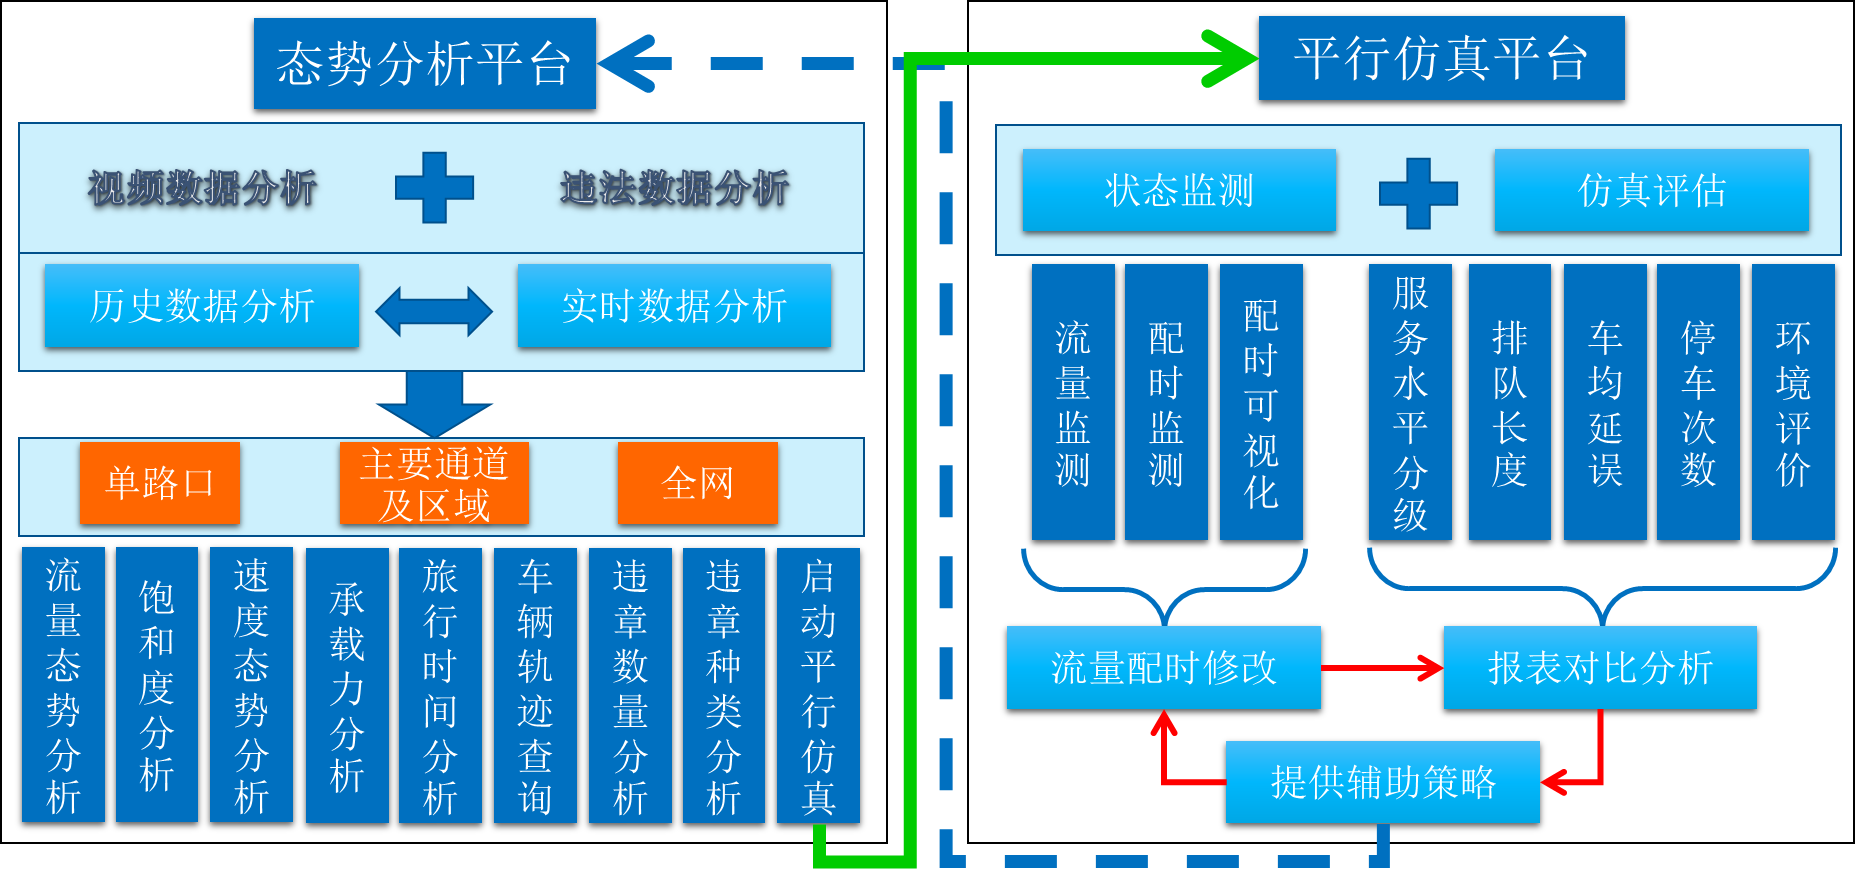 态势分析平台
视频数据分析
违法数据分析
历史数据分析
实时数据分析
单路口
主要通道
及区域
全网
流量态势分析
饱和度分析
速度态势分析
承载力分析
旅行时间分析
车辆轨迹查询
违章数量分析
违章种类分析
启动平行仿真
平行仿真平台
状态监测
仿真评估
流量监测
配时监测
配时可视化
服务水平分级
排队长度
车均延误
停车次数
环境评价
流量配时修改
报表对比分析
提供辅助策略